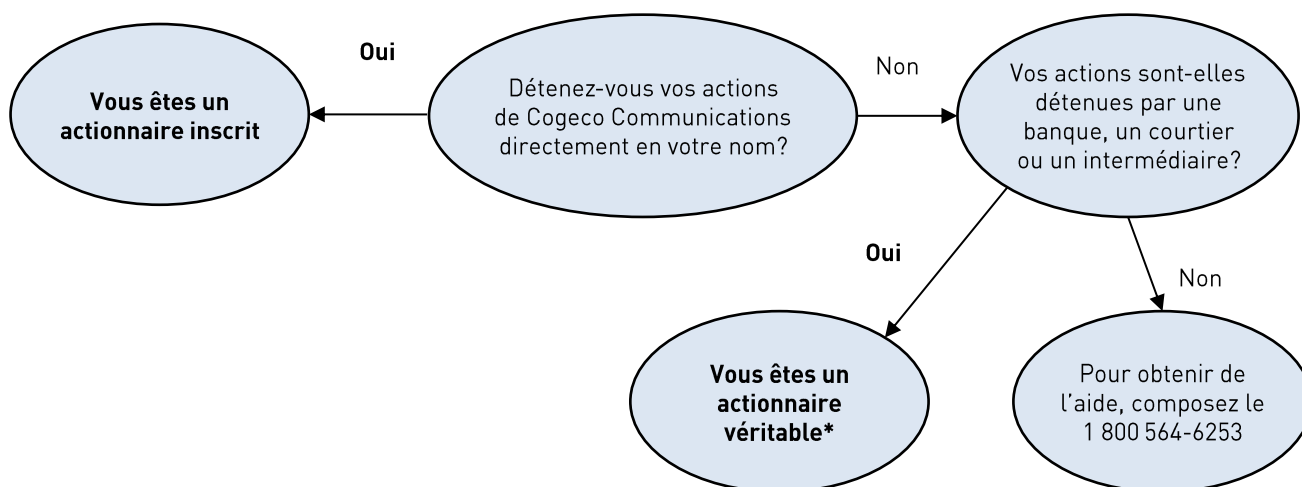 Vous êtes un
actionnaire inscrit
Oui
Détenez-vous vos actions
de Cogeco Communications
directement en votre nom?
Non
Vos actions sont-elles
détenues par une
banque, un courtier
ou un intermédiaire?
Oui
Non
Vous êtes un
actionnaire
véritable*
Pour obtenir de
l’aide, composez le
1 800 564-6253